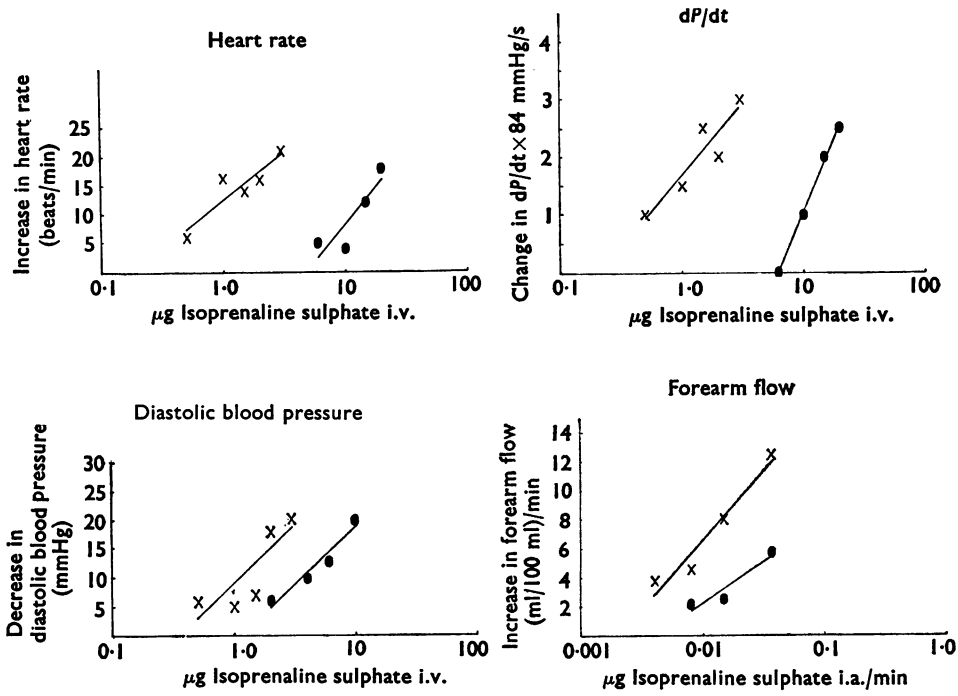 Heart rate
Increase in heart rate
(beats/min)
25
20
15
10
5
0·1
1·0
10
100
µg Isoprenaline sulphate i.v.
dP/dt
Change in dP/dt×84 mmHg/s
4
3
2
1
0·1
1·0
10
100
µg Isoprenaline sulphate i.v.
Diastolic blood pressure
Decrease in
diastolic blood pressure
(mmHg)
30
25
20
15
10
5
0·1
1·0
10
100
µg Isoprenaline sulphate i.v.
Forearm flow
Increase in forearm flow
(ml/100 ml)/min
14
12
10
8
6
4
2
0·001
0·01
0·1
1·0
µg Isoprenaline sulphate i.a./min